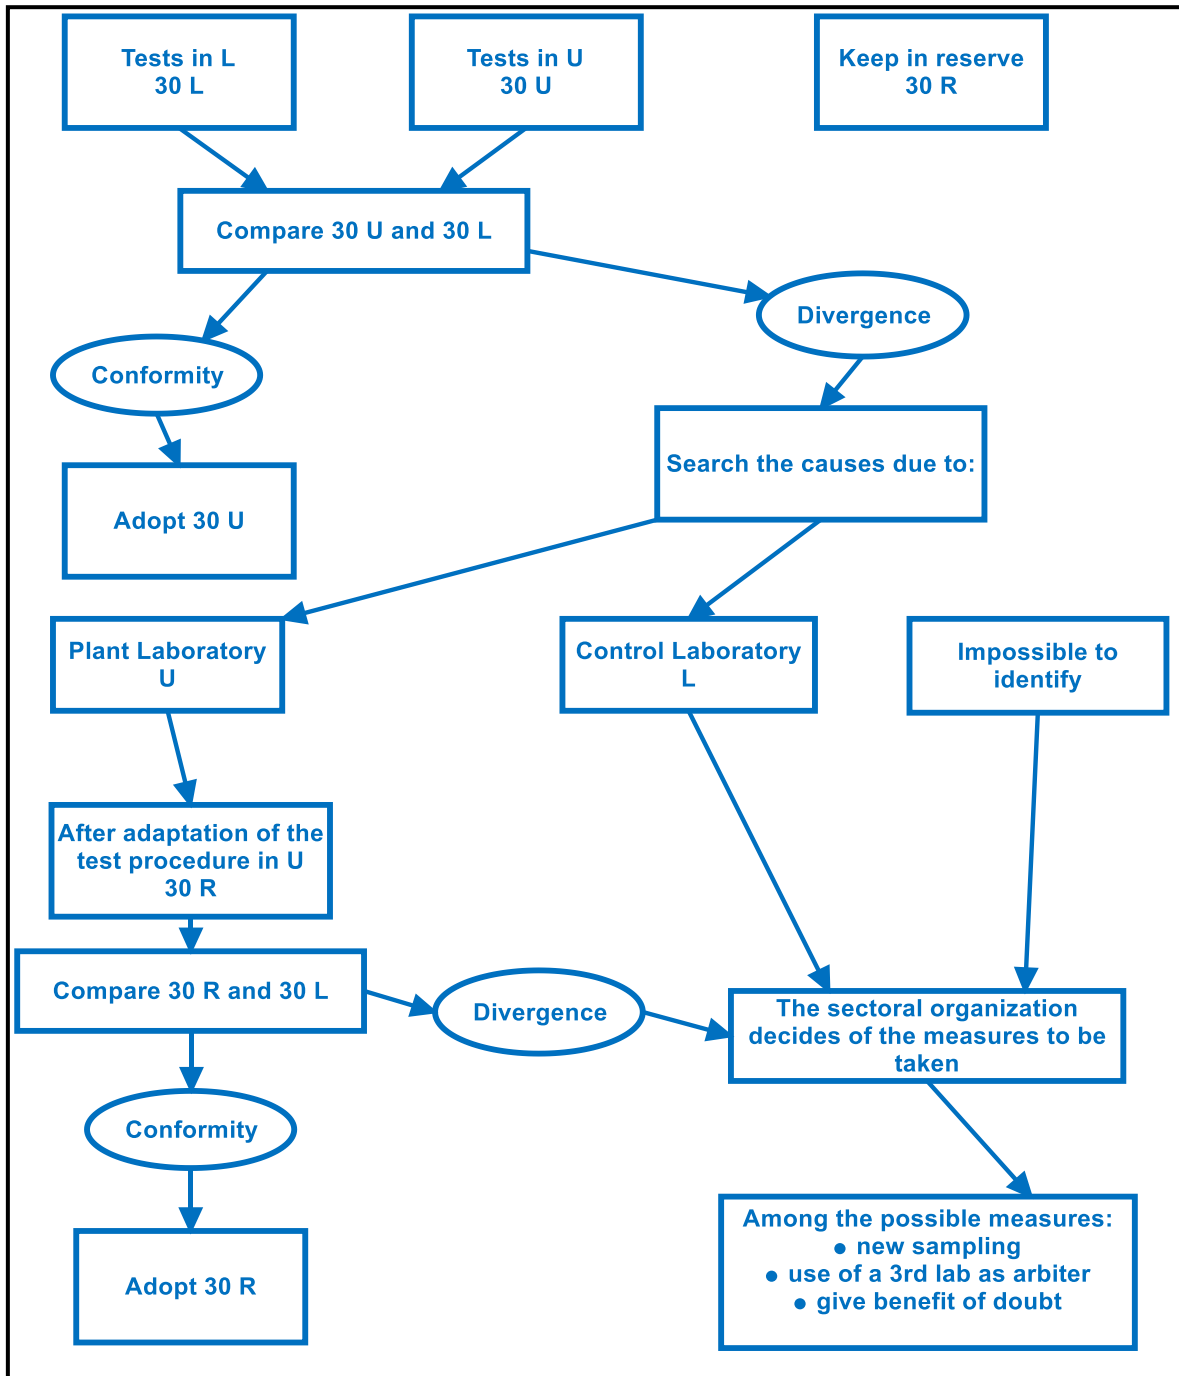 Tests in L
30 L
Tests in U
30 U
Keep in reserve
30 R
Compare 30 U and 30 L
Divergence
Conformity
Search the causes due to:
Adopt 30 U
Plant Laboratory
U
Control Laboratory
L
Impossible to
identify
After adaptation of the
test procedure in U
30 R
Compare 30 R and 30 L
Divergence
The sectoral organization
decides of the measures to be
taken
Conformity
Among the possible measures:
● new sampling
● use of a 3rd lab as arbiter
● give benefit of doubt
Adopt 30 R